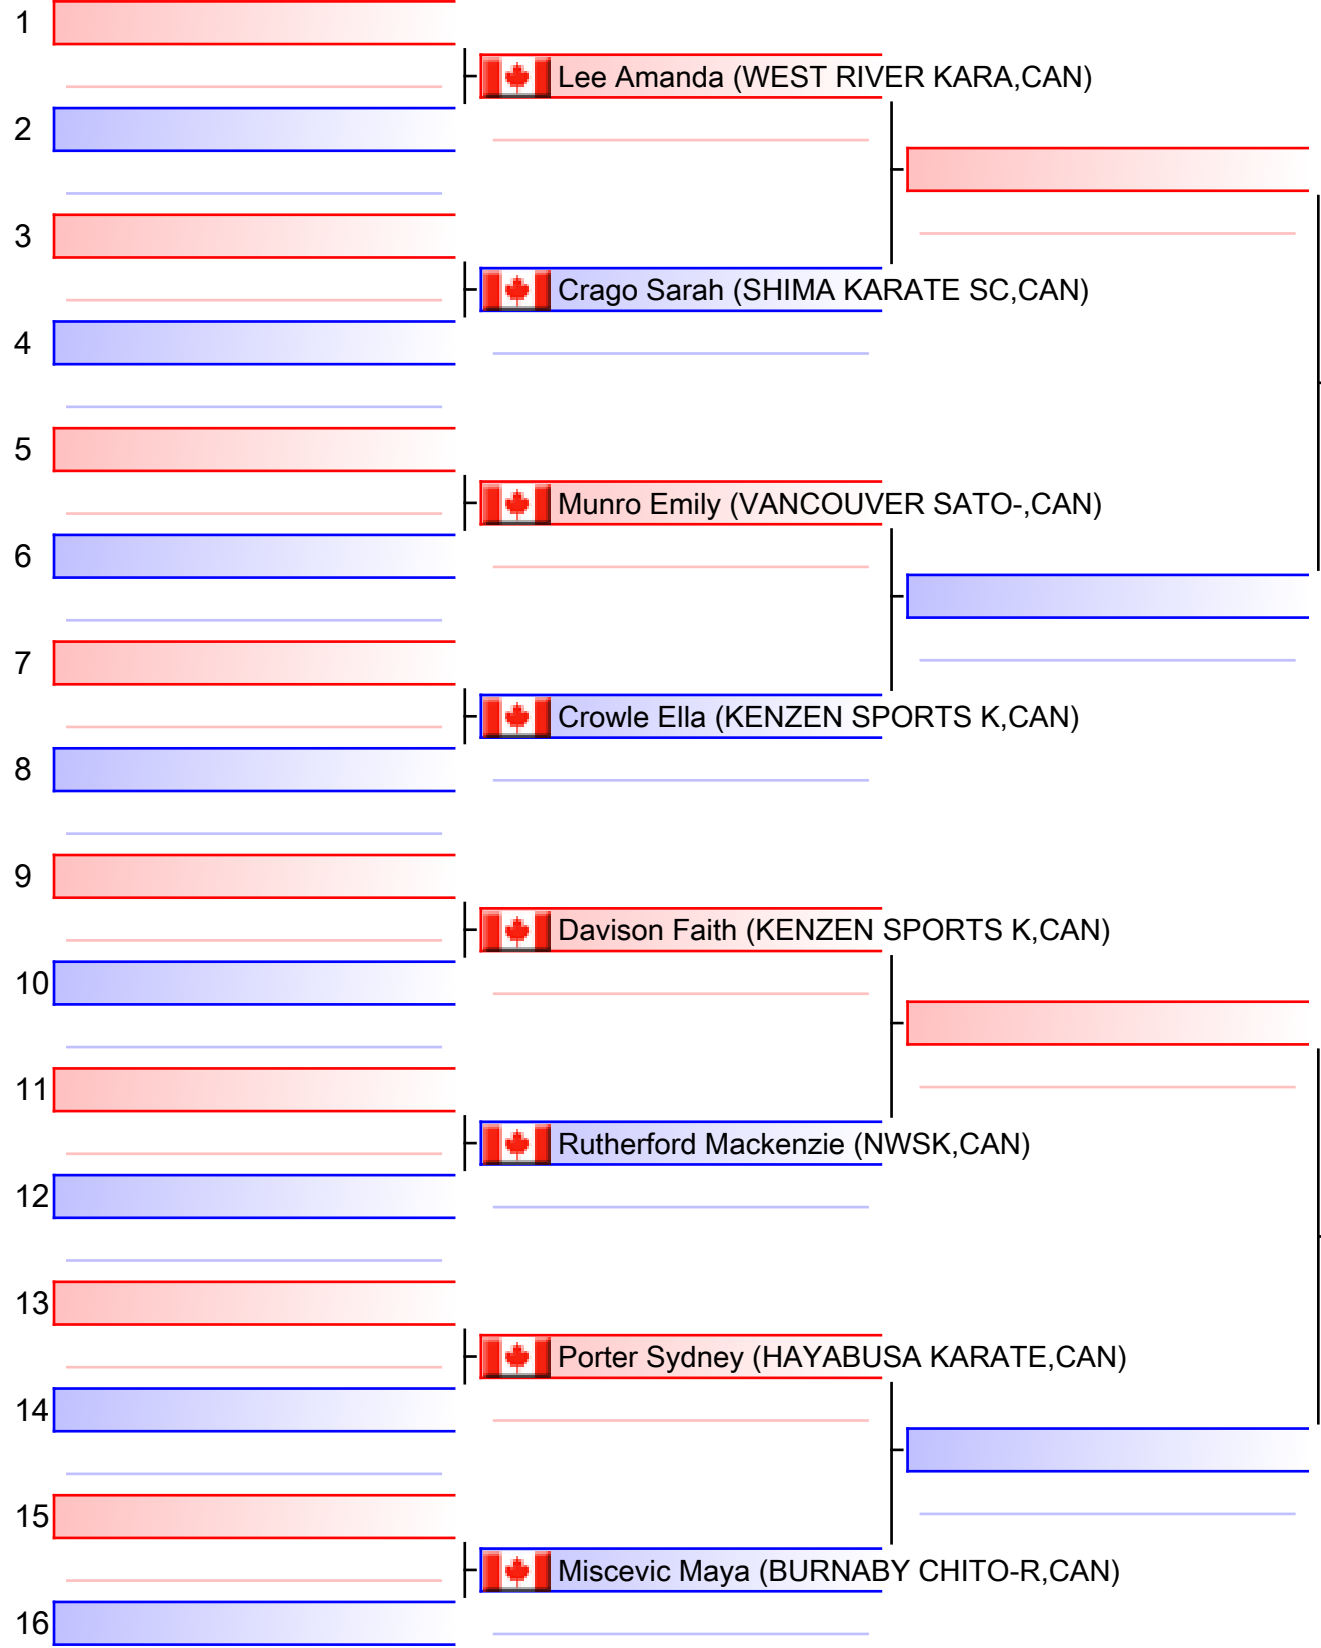 1
Lee Amanda (WEST RIVER KARA,CAN)
2
3
Crago Sarah (SHIMA KARATE SC,CAN)
4
5
Munro Emily (VANCOUVER SATO-,CAN)
6
7
Crowle Ella (KENZEN SPORTS K,CAN)
8
9
Davison Faith (KENZEN SPORTS K,CAN)
10
11
Rutherford Mackenzie (NWSK,CAN)
12
13
Porter Sydney (HAYABUSA KARATE,CAN)
14
15
Miscevic Maya (BURNABY CHITO-R,CAN)
16